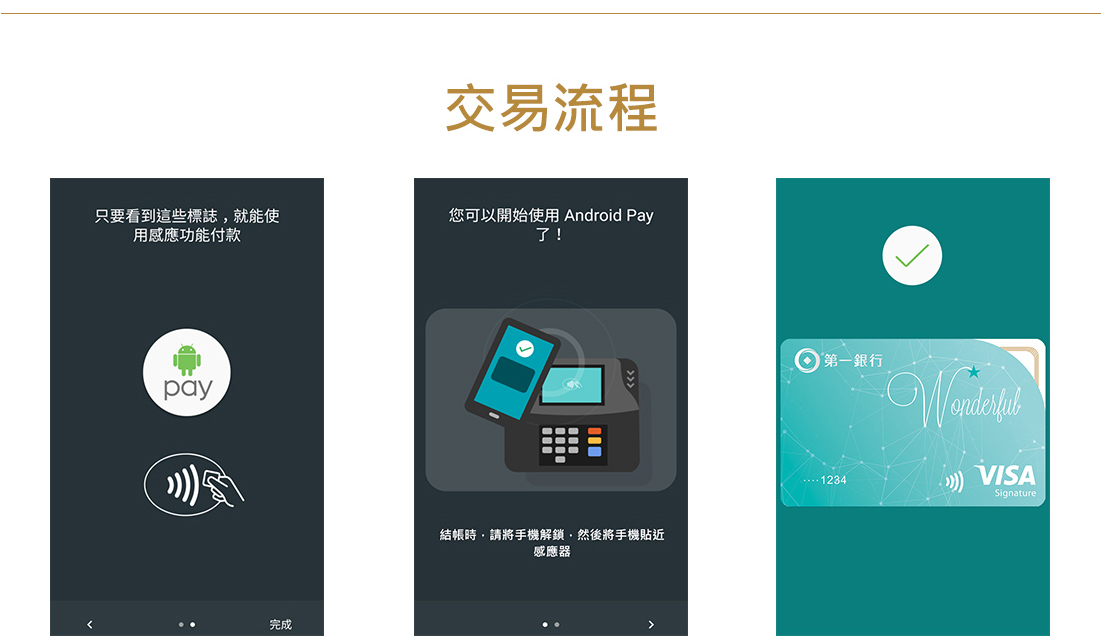 交易流程
只要看到這些標誌，就能使
用感應功能付款
pay
完成
您可以開始使用 Android Pay
了！
結帳時，請將手機解鎖，然後將手機貼近
感應器
第一銀行
Wonderful
····1234
VISA
Signature